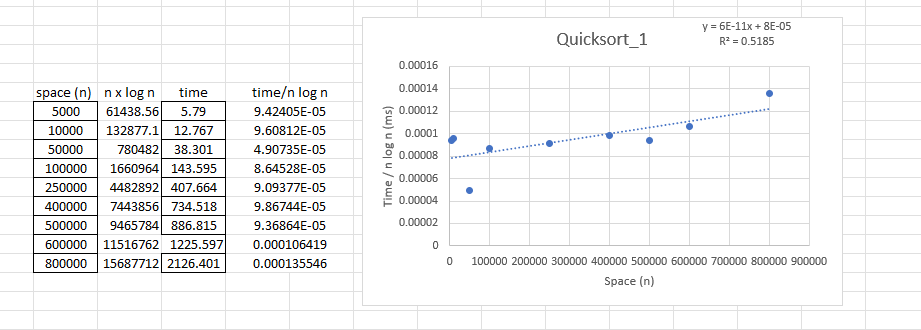 space (n) n x log n time time/n log n
5000 61438.56 5.79 9.42405E-05
10000 132877.1 12.767 9.60812E-05
50000 780482 38.301 4.90735E-05
100000 1660964 143.595 8.64528E-05
250000 4482892 407.664 9.09377E-05
400000 7443856 734.518 9.86744E-05
500000 9465784 886.815 9.36864E-05
600000 11516762 1225.597 0.000106419
800000 15687712 2126.401 0.000135546
Quicksort_1
y = 6E-11x + 8E-05
R² = 0.5185
Time / n log n (ms)
0.00016
0.00014
0.00012
0.0001
0.00008
0.00006
0.00004
0.00002
0
0 100000 200000 300000 400000 500000 600000 700000 800000 900000
Space (n)